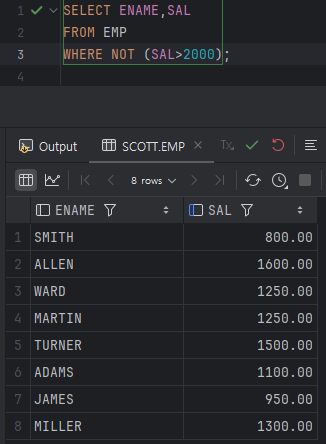 1 SELECT ENAME,SAL
2 FROM EMP
3 WHERE NOT (SAL>2000);
4
Output SCOTT.EMP Tx
8 rows
ENAME SAL
1 SMITH 800.00
2 ALLEN 1600.00
3 WARD 1250.00
4 MARTIN 1250.00
5 TURNER 1500.00
6 ADAMS 1100.00
7 JAMES 950.00
8 MILLER 1300.00